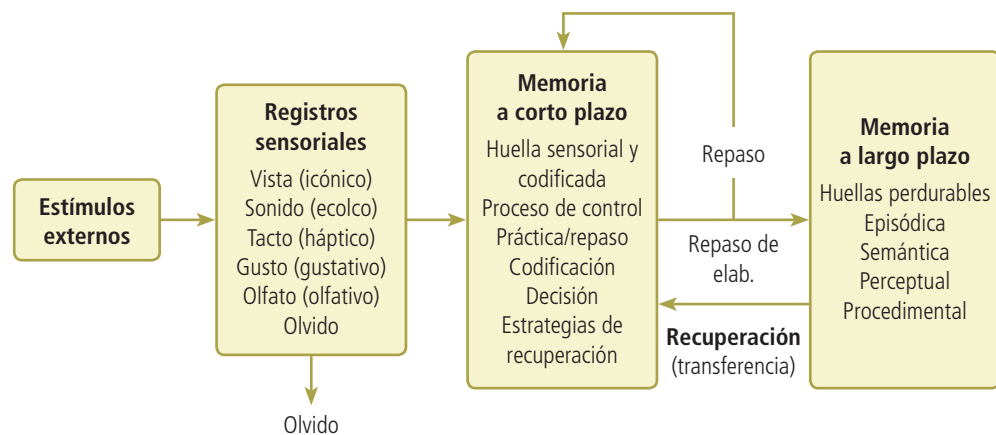 Estímulos
externos
Registros
sensoriales
Vista (icónico)
Sonido (ecolco)
Tacto (háptico)
Gusto (gustativo)
Olfato (olfativo)
Olvido
Olvido
Memoria
a corto plazo
Huella sensorial y
codificada
Proceso de control
Práctica/repaso
Codificación
Decisión
Estrategias de
recuperación
Repaso
Repaso de
elab.
Recuperación
(transferencia)
Memoria
a largo plazo
Huellas perdurables
Episódica
Semántica
Perceptual
Procedimental